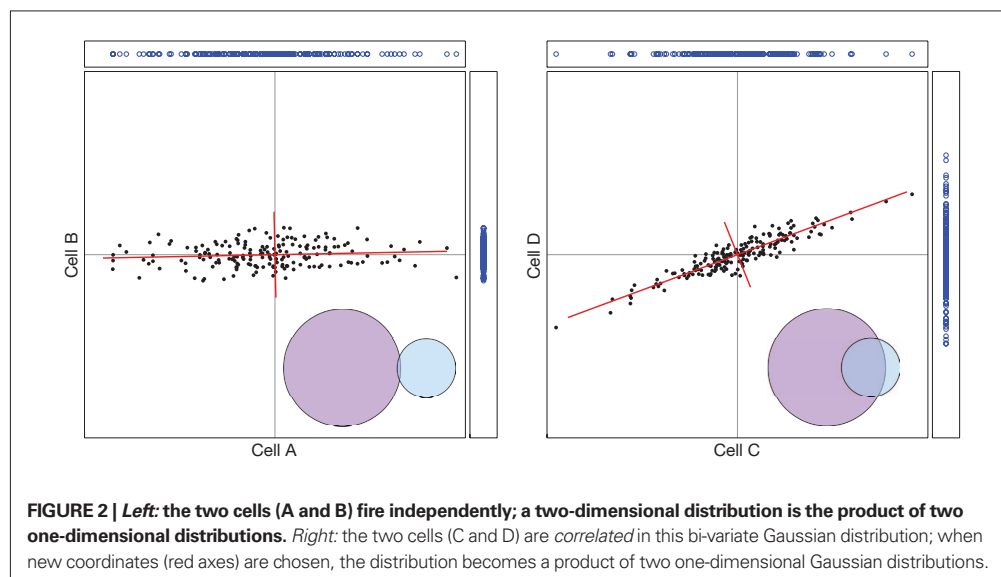 Cell B
Cell A
Cell D
Cell C
FIGURE 2 | Left: the two cells (A and B) fire independently; a two-dimensional distribution is the product of two
one-dimensional distributions. Right: the two cells (C and D) are correlated in this bi-variate Gaussian distribution; when
new coordinates (red axes) are chosen, the distribution becomes a product of two one-dimensional Gaussian distributions.